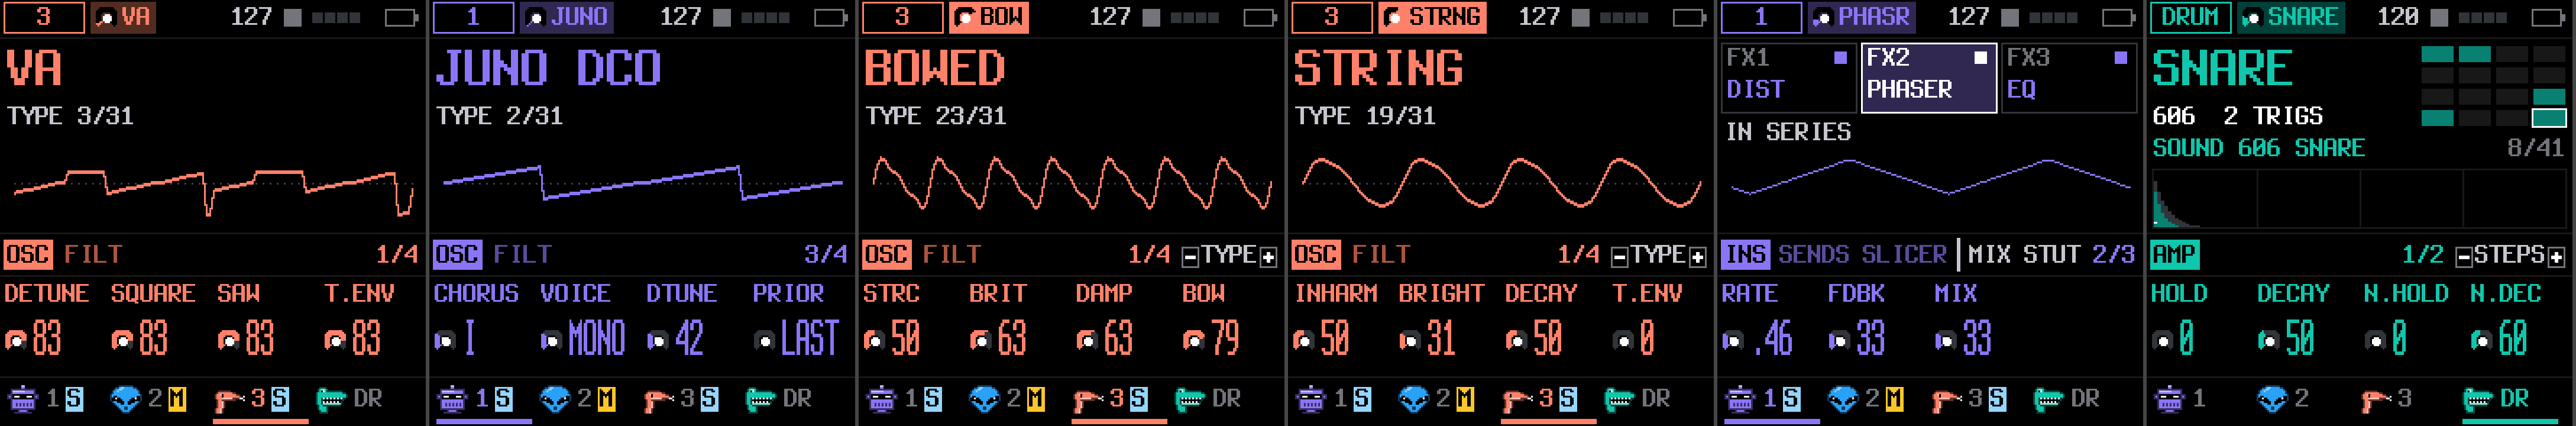 3 VA 127
VA
TYPE 3/31
OSC FILT 1/4
DETUNE SQUARE SAW T.ENV
83 83 83 83
1 S 2 M 3 S DR
1 JUNO 127
JUNO DCO
TYPE 2/31
OSC FILT 3/4
CHORUS VOICE DTUNE PRIOR
I MONO 42 LAST
1 S 2 M 3 S DR
3 BOW 127
BOWED
TYPE 23/31
OSC FILT 1/4 -TYPE+
STRC BRIT DAMP BOW
50 63 63 79
1 S 2 M 3 S DR
3 STRNG 127
STRING
TYPE 19/31
OSC FILT 1/4 -TYPE+
INHARM BRIGHT DECAY T.ENV
50 31 50 0
1 S 2 M 3 S DR
1 PHASR 127
FX1 FX2 FX3
DIST PHASER EQ
IN SERIES
INS SENDS SLICER MIX STUT 2/3
RATE FDBK MIX
.46 33 33
1 S 2 M 3 S DR
DRUM SNARE 120
SNARE
606 2 TRIGS
SOUND 606 SNARE 8/41
AMP 1/2 -STEPS+
HOLD DECAY N.HOLD N.DEC
0 50 0 60
1 2 3 DR